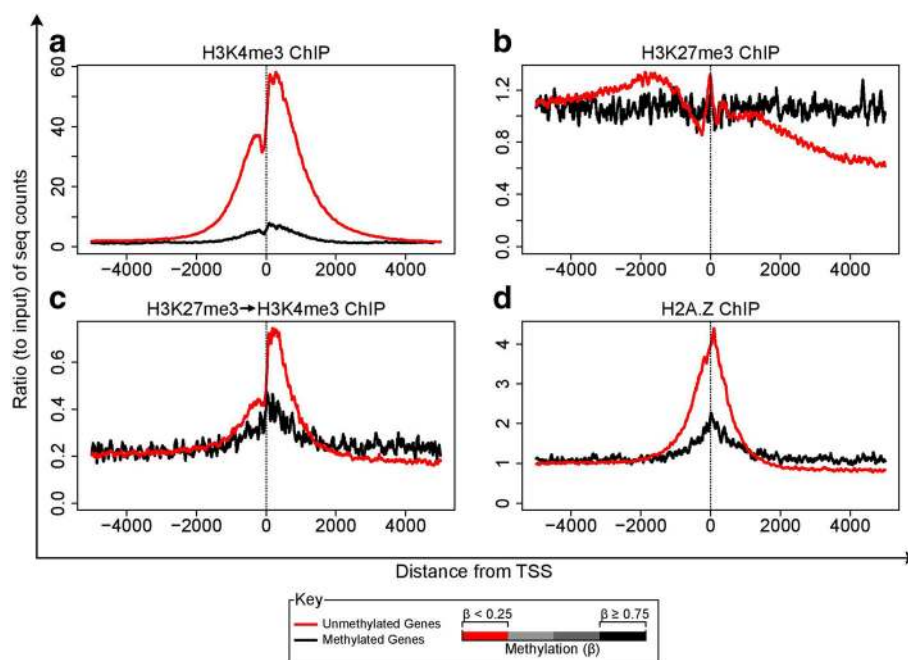 a
H3K4me3 ChIP
0 20 40 60
−4000 −2000 0 2000 4000
b
H3K27me3 ChIP
0.0 0.4 0.8 1.2
−4000 −2000 0 2000 4000
c
H3K27me3→H3K4me3 ChIP
0.0 0.2 0.4 0.6
−4000 −2000 0 2000 4000
d
H2A.Z ChIP
0 1 2 3 4
−4000 −2000 0 2000 4000
Ratio (to input) of seq counts
Distance from TSS
Key
Unmethylated Genes
Methylated Genes
β < 0.25
β ≥ 0.75
Methylation (β)